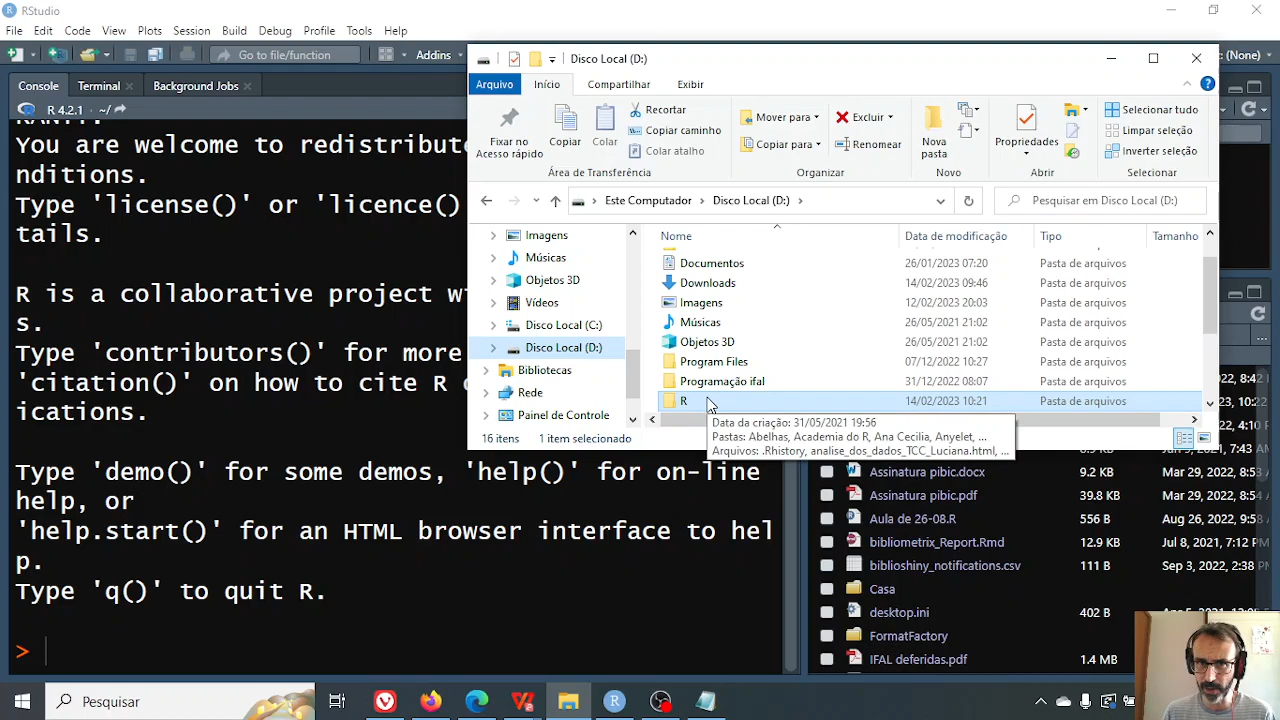 RStudio
File Edit Code View Plots Session Build Debug Profile Tools Help
Go to file/function
Addins
(None)
Console
Terminal
Background Jobs
R 4.2.1 · ~/
You are welcome to redistribute
nditions.
Type 'license()' or 'licence()
tails.
R is a collaborative project w
s.
Type 'contributors()' for more
'citation()' on how to cite R
ications.
Type 'demo()' for some demos, 'help()' for on-line
help, or
'help.start()' for an HTML browser interface to hel
p.
Type 'q()' to quit R.
>
Disco Local (D:)
Arquivo Início Compartilhar Exibir
Fixar no
Acesso rápido
Copiar
Colar
Recortar
Copiar caminho
Colar atalho
Área de Transferência
Mover para
Copiar para
Excluir
Renomear
Organizar
Nova
pasta
Novo
Propriedades
Abrir
Selecionar tudo
Limpar seleção
Inverter seleção
Selecionar
Este Computador > Disco Local (D:) >
Pesquisar em Disco Local (D:)
Imagens
Músicas
Objetos 3D
Vídeos
Disco Local (C:)
Disco Local (D:)
Bibliotecas
Rede
Painel de Controle
Nome Data de modificação Tipo Tamanho
Documentos 26/01/2023 07:20 Pasta de arquivos
Downloads 14/02/2023 09:46 Pasta de arquivos
Imagens 12/02/2023 20:03 Pasta de arquivos
Músicas 26/05/2021 21:02 Pasta de arquivos
Objetos 3D 26/05/2021 21:02 Pasta de arquivos
Program Files 07/12/2022 10:27 Pasta de arquivos
Programação ifal 31/12/2022 08:07 Pasta de arquivos
R 14/02/2023 10:21 Pasta de arquivos
Data da criação: 31/05/2021 19:56
Pastas: Abelhas, Academia do R, Ana Cecilia, Anyelet, ...
Arquivos: .Rhistory, analise_dos_dados_TCC_Luciana.html, ...
16 itens 1 item selecionado
Assinatura pibic.docx 9.2 KB Mar 29, 2022, 8:5
Assinatura pibic.pdf 39.8 KB Mar 29, 2022, 8:54
Aula de 26-08.R 556 B Aug 26, 2022, 9:58
bibliometrix_Report.Rmd 12.9 KB Jul 8, 2021, 7:12
biblioshiny_notifications.csv 111 B Sep 3, 2022, 2:38
Casa
desktop.ini 402 B
FormatFactory
IFAL deferidas.pdf 1.4 MB
Pesquisar